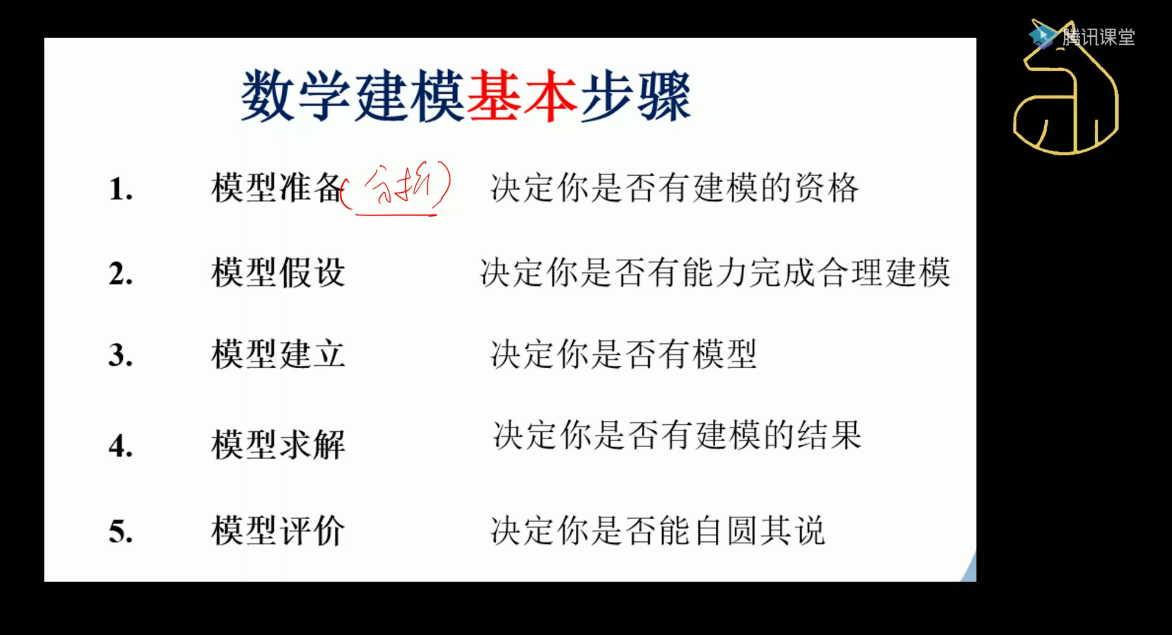 腾讯课堂
数学建模基本步骤
1. 模型准备(分析) 决定你是否有建模的资格
2. 模型假设 决定你是否有能力完成合理建模
3. 模型建立 决定你是否有模型
4. 模型求解 决定你是否有建模的结果
5. 模型评价 决定你是否能自圆其说